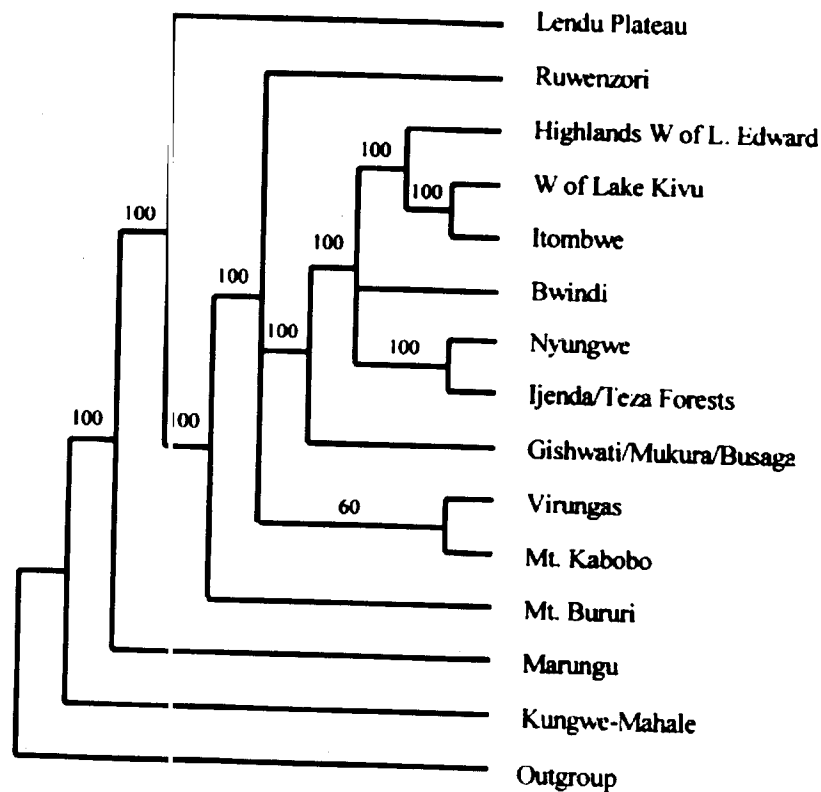 Lendu Plateau
Ruwenzori
100
Highlands W of L. Edward
100
W of Lake Kivu
100
Itombwe
100
100
Bwindi
100
100
Nyungwe
Ijenda/Teza Forests
100
100
Gishwati/Mukura/Busaga
Virungas
60
Mt. Kabobo
Mt. Bururi
Marungu
Kungwe-Mahale
Outgroup